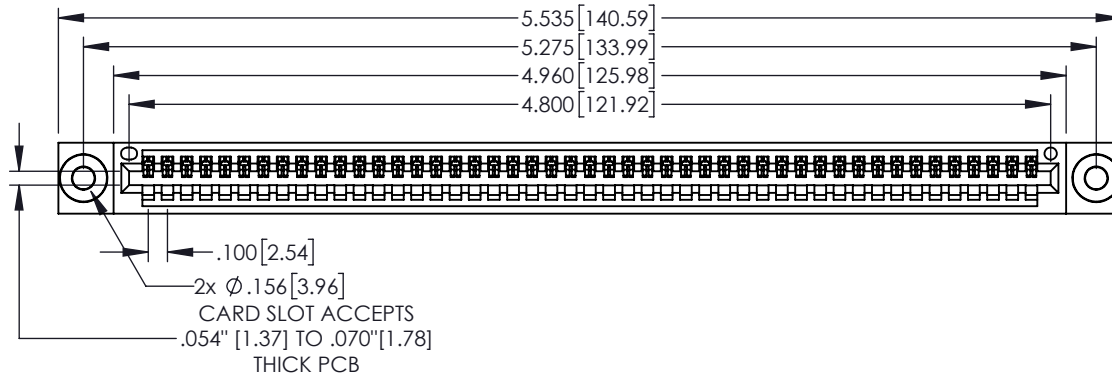 5.535[140.59]
5.275[133.99]
4.960[125.98]
4.800[121.92]
.100[2.54]
2x Ø.156[3.96]
CARD SLOT ACCEPTS
.054" [1.37] TO .070"[1.78]
THICK PCB